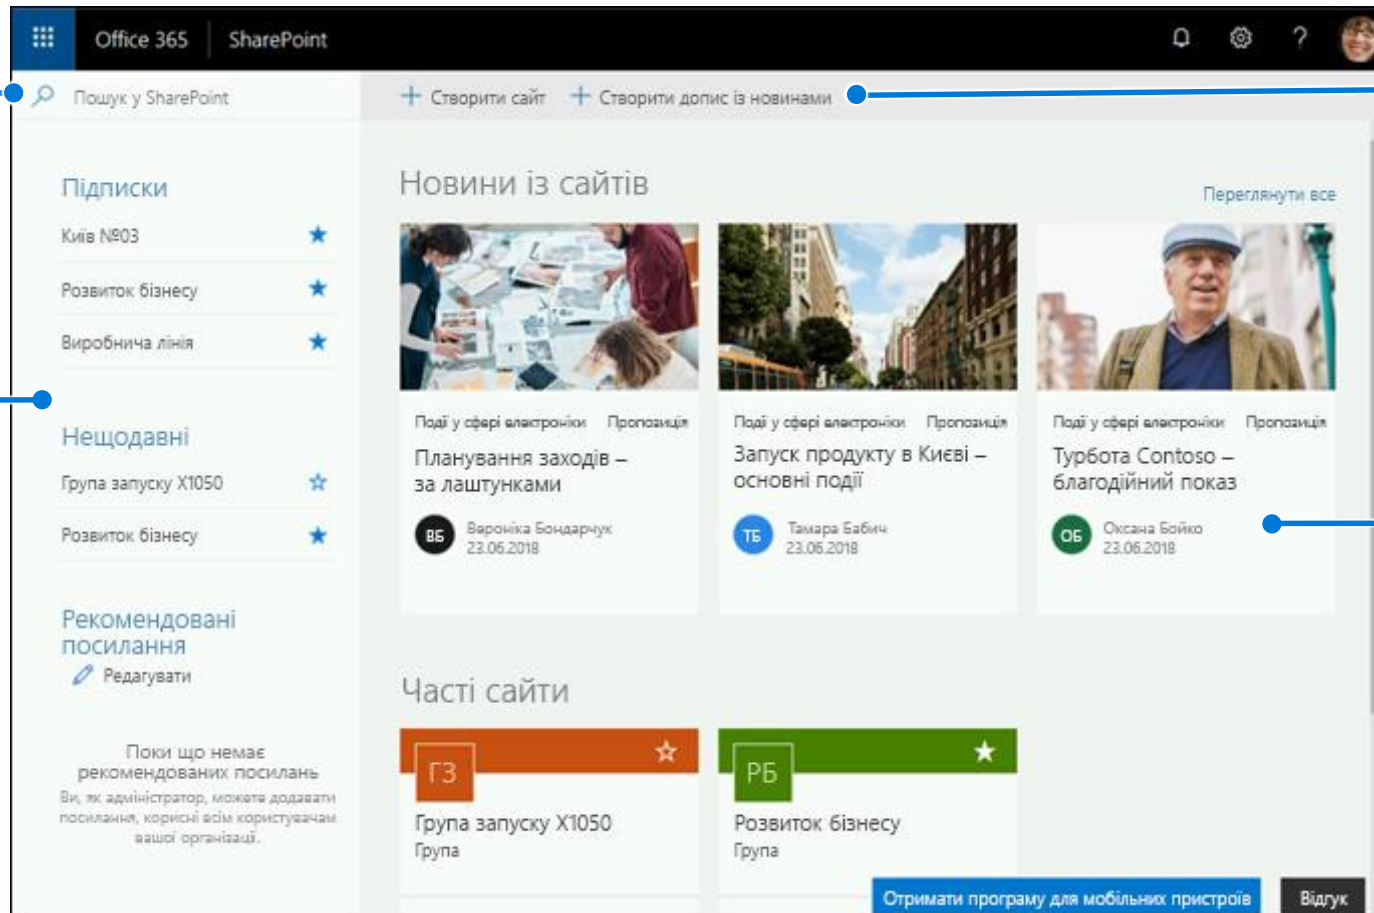 Office 365 SharePoint ?
Пошук у SharePoint
Створити сайт Створити допис із новинами
Підписки
Київ №03
Розвиток бізнесу
Виробнича лінія
Нещодавні
Група запуску X1050
Розвиток бізнесу
Рекомендовані
посилання
Редагувати
Поки що немає
рекомендованих посилань
Ви, як адміністратор, можете додавати
посилання, корисні всім користувачам
вашої організації.
Новини із сайтів
Переглянути все
Події у сфері електроніки Пропозиція
Планування заходів –
за лаштунками
ВБ
Вероніка Бондарчук
23.06.2018
Події у сфері електроніки Пропозиція
Запуск продукту в Києві –
основні події
ТБ
Тамара Бабич
23.06.2018
Події у сфері електроніки Пропозиція
Турбота Contoso –
благодійний показ
ОБ
Оксана Бойко
23.06.2018
Часті сайти
ГЗ
Група запуску X1050
Група
РБ
Розвиток бізнесу
Група
Отримати програму для мобільних пристроїв
Відгук